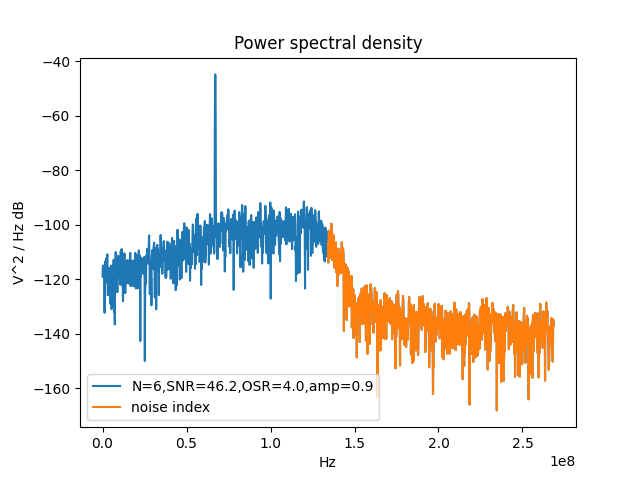 Power spectral density
V^2 / Hz dB
−40
−60
−80
−100
−120
−140
−160
N=6,SNR=46.2,OSR=4.0,amp=0.9
noise index
0.0 0.5 1.0 1.5 2.0 2.5
1e8
Hz